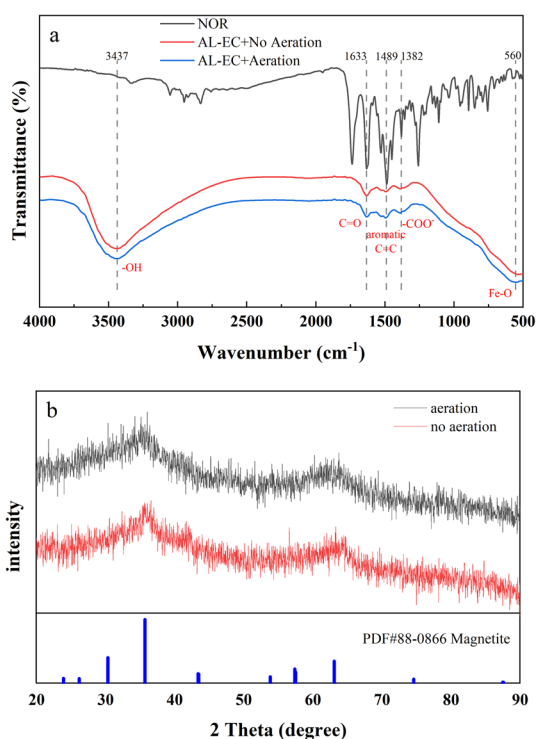 a
NOR
AL-EC+No Aeration
AL-EC+Aeration
3437
1633
1489
1382
560
Transmittance (%)
-OH
C=O
aromatic
C=C
-COO-
Fe-O
4000 3500 3000 2500 2000 1500 1000 500
Wavenumber (cm-1)
b
aeration
no aeration
intensity
PDF#88-0866 Magnetite
20 30 40 50 60 70 80 90
2 Theta (degree)